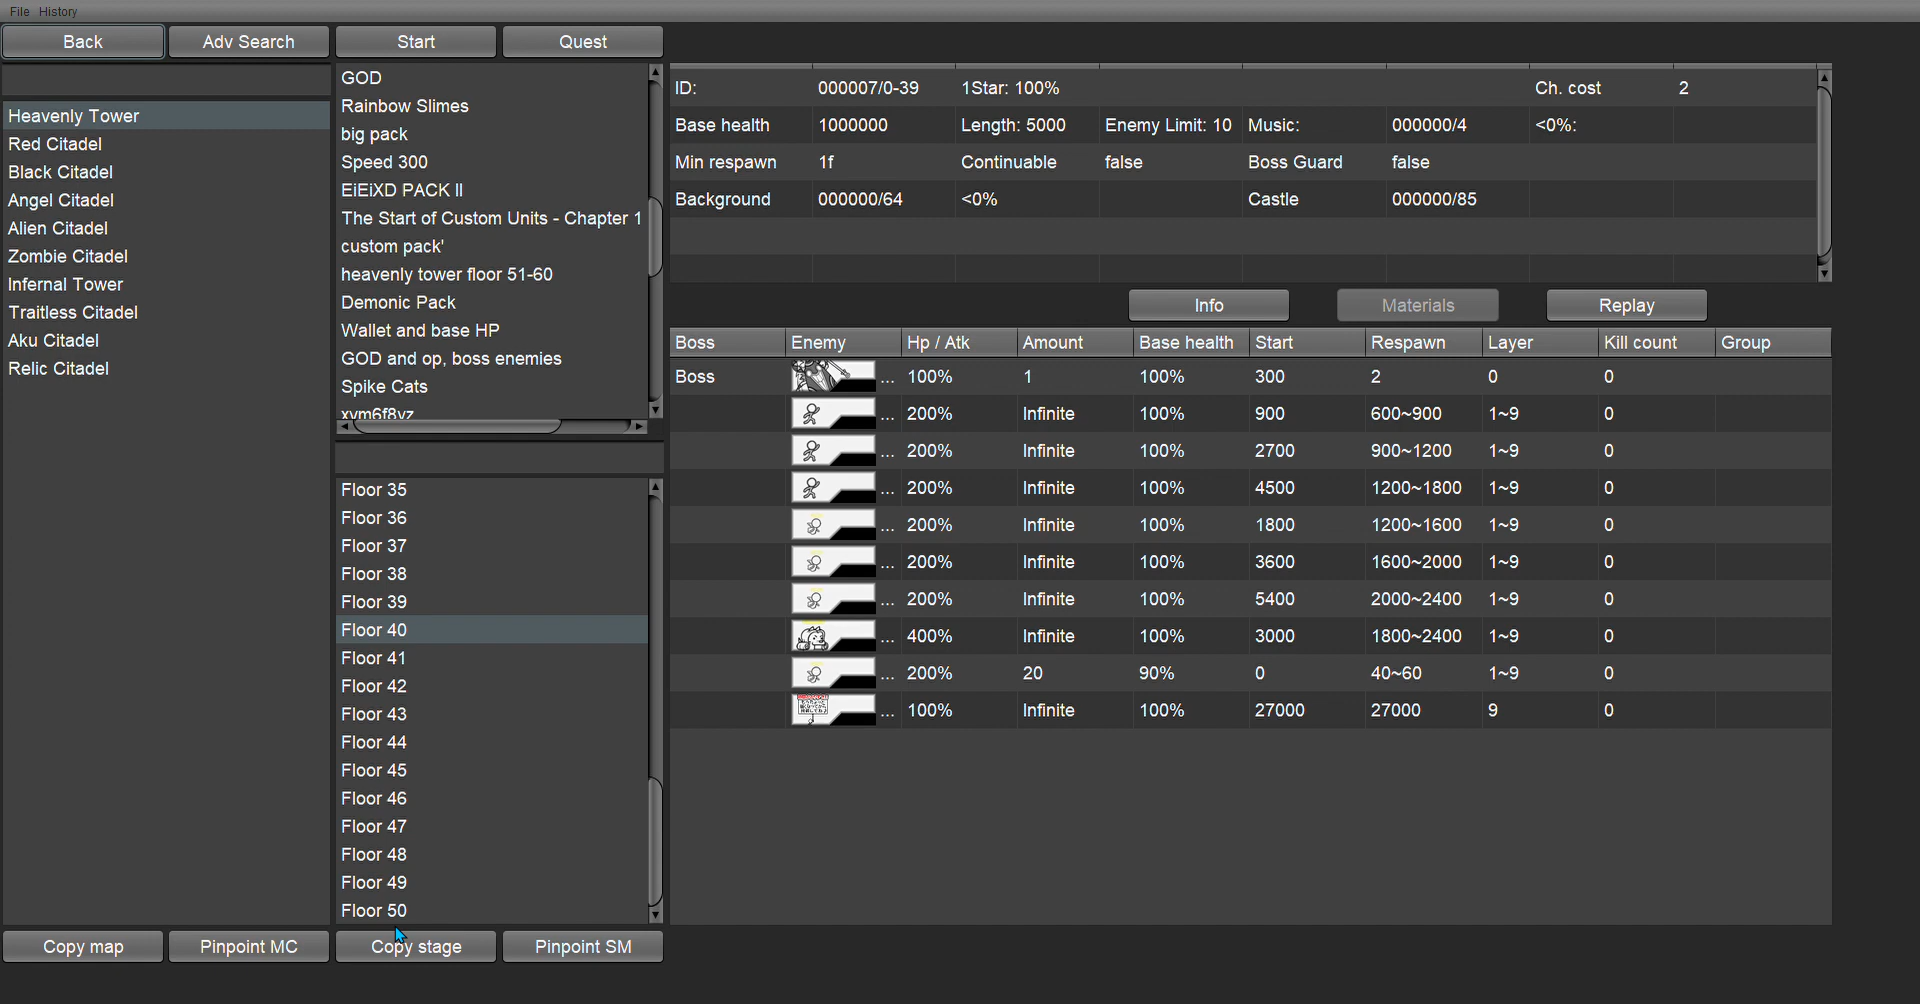 File History
Back Adv Search Start Quest
Heavenly Tower
Red Citadel
Black Citadel
Angel Citadel
Alien Citadel
Zombie Citadel
Infernal Tower
Traitless Citadel
Aku Citadel
Relic Citadel
GOD
Rainbow Slimes
big pack
Speed 300
EiEiXD PACK II
The Start of Custom Units - Chapter 1
custom pack'
heavenly tower floor 51-60
Demonic Pack
Wallet and base HP
GOD and op, boss enemies
Spike Cats
xvm6f8vz
Floor 35
Floor 36
Floor 37
Floor 38
Floor 39
Floor 40
Floor 41
Floor 42
Floor 43
Floor 44
Floor 45
Floor 46
Floor 47
Floor 48
Floor 49
Floor 50
ID: 000007/0-39 1Star: 100% Ch. cost 2
Base health 1000000 Length: 5000 Enemy Limit: 10 Music: 000000/4 <0%:
Min respawn 1f Continuable false Boss Guard false
Background 000000/64 <0% Castle 000000/85
Info Materials Replay
Boss Enemy Hp / Atk Amount Base health Start Respawn Layer Kill count Group
Boss ... 100% 1 100% 300 2 0 0
... 200% Infinite 100% 900 600~900 1~9 0
... 200% Infinite 100% 2700 900~1200 1~9 0
... 200% Infinite 100% 4500 1200~1800 1~9 0
... 200% Infinite 100% 1800 1200~1600 1~9 0
... 200% Infinite 100% 3600 1600~2000 1~9 0
... 200% Infinite 100% 5400 2000~2400 1~9 0
... 400% Infinite 100% 3000 1800~2400 1~9 0
... 200% 20 90% 0 40~60 1~9 0
... 100% Infinite 100% 27000 27000 9 0
Copy map Pinpoint MC Copy stage Pinpoint SM